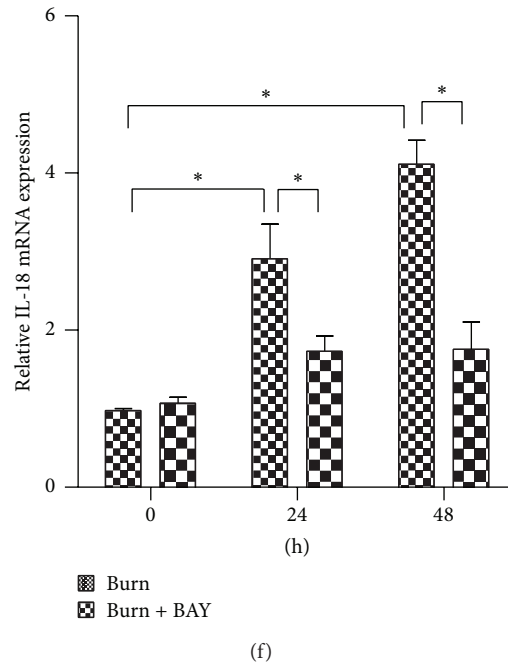 6
4
2
0
Relative IL-18 mRNA expression
*
*
*
*
0 24 48
(h)
Burn
Burn + BAY
(f)